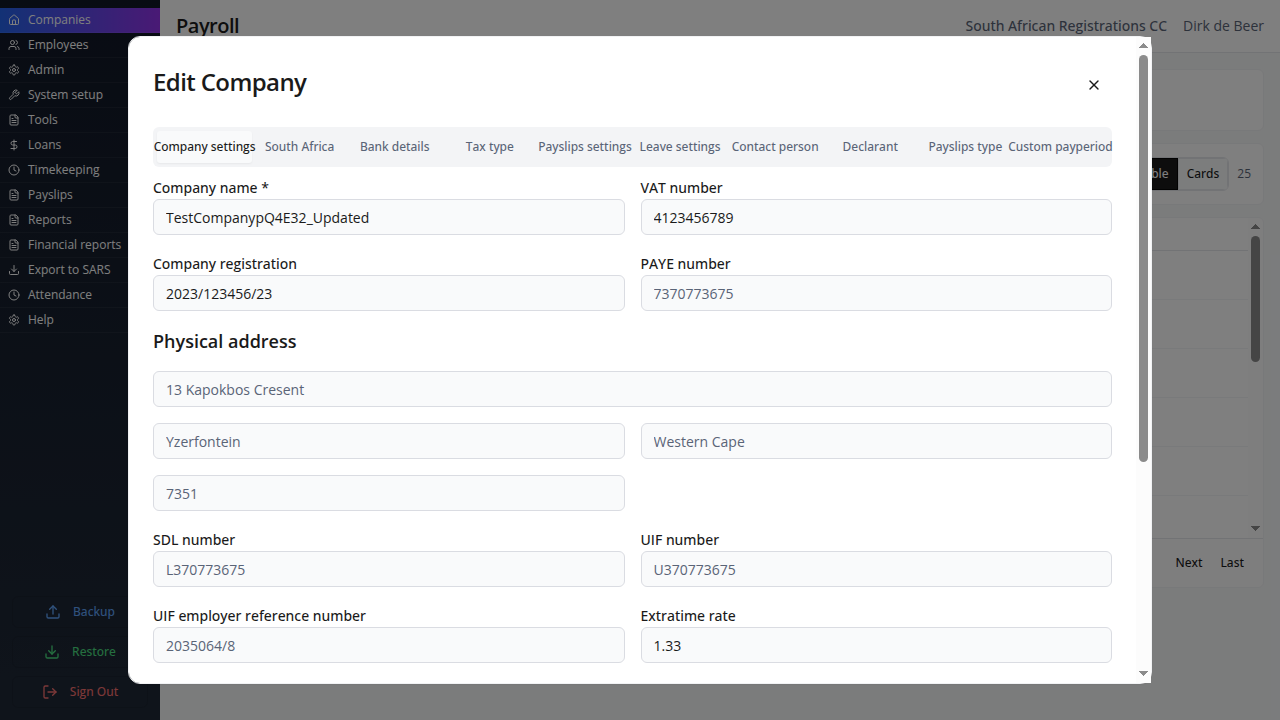 Companies
Employees
Admin
System setup
Tools
Loans
Timekeeping
Payslips
Reports
Financial reports
Export to SARS
Attendance
Help
Backup
Restore
Sign Out
Payroll
South African Registrations CC Dirk de Beer
Cards 25
Next Last
Edit Company
Company settings South Africa Bank details Tax type Payslips settings Leave settings Contact person Declarant Payslips type Custom payperiod
Company name * VAT number
TestCompanypQ4E32_Updated 4123456789
Company registration PAYE number
2023/123456/23 7370773675
Physical address
13 Kapokbos Cresent
Yzerfontein Western Cape
7351
SDL number UIF number
L370773675 U370773675
UIF employer reference number Extratime rate
2035064/8 1.33